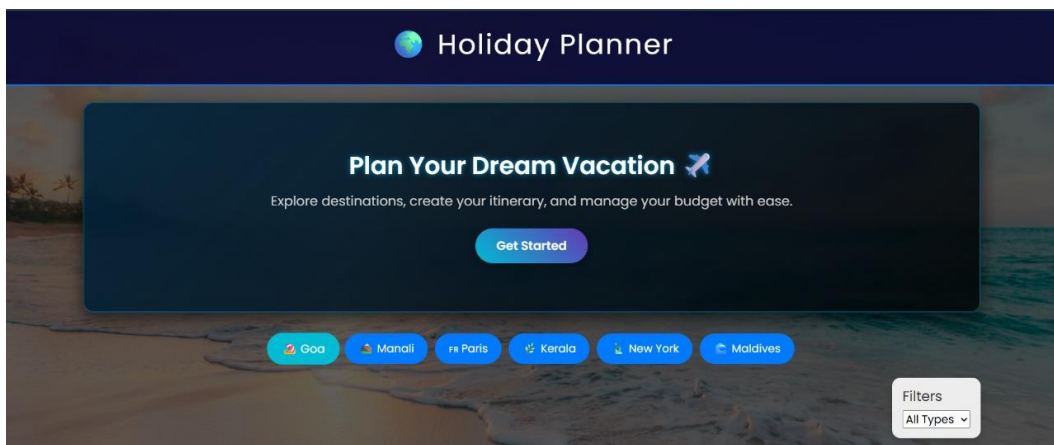 🌍 Holiday Planner
Plan Your Dream Vacation ✈️
Explore destinations, create your itinerary, and manage your budget with ease.
Get Started
Goa Manali FR Paris Kerala New York Maldives
Filters
All Types